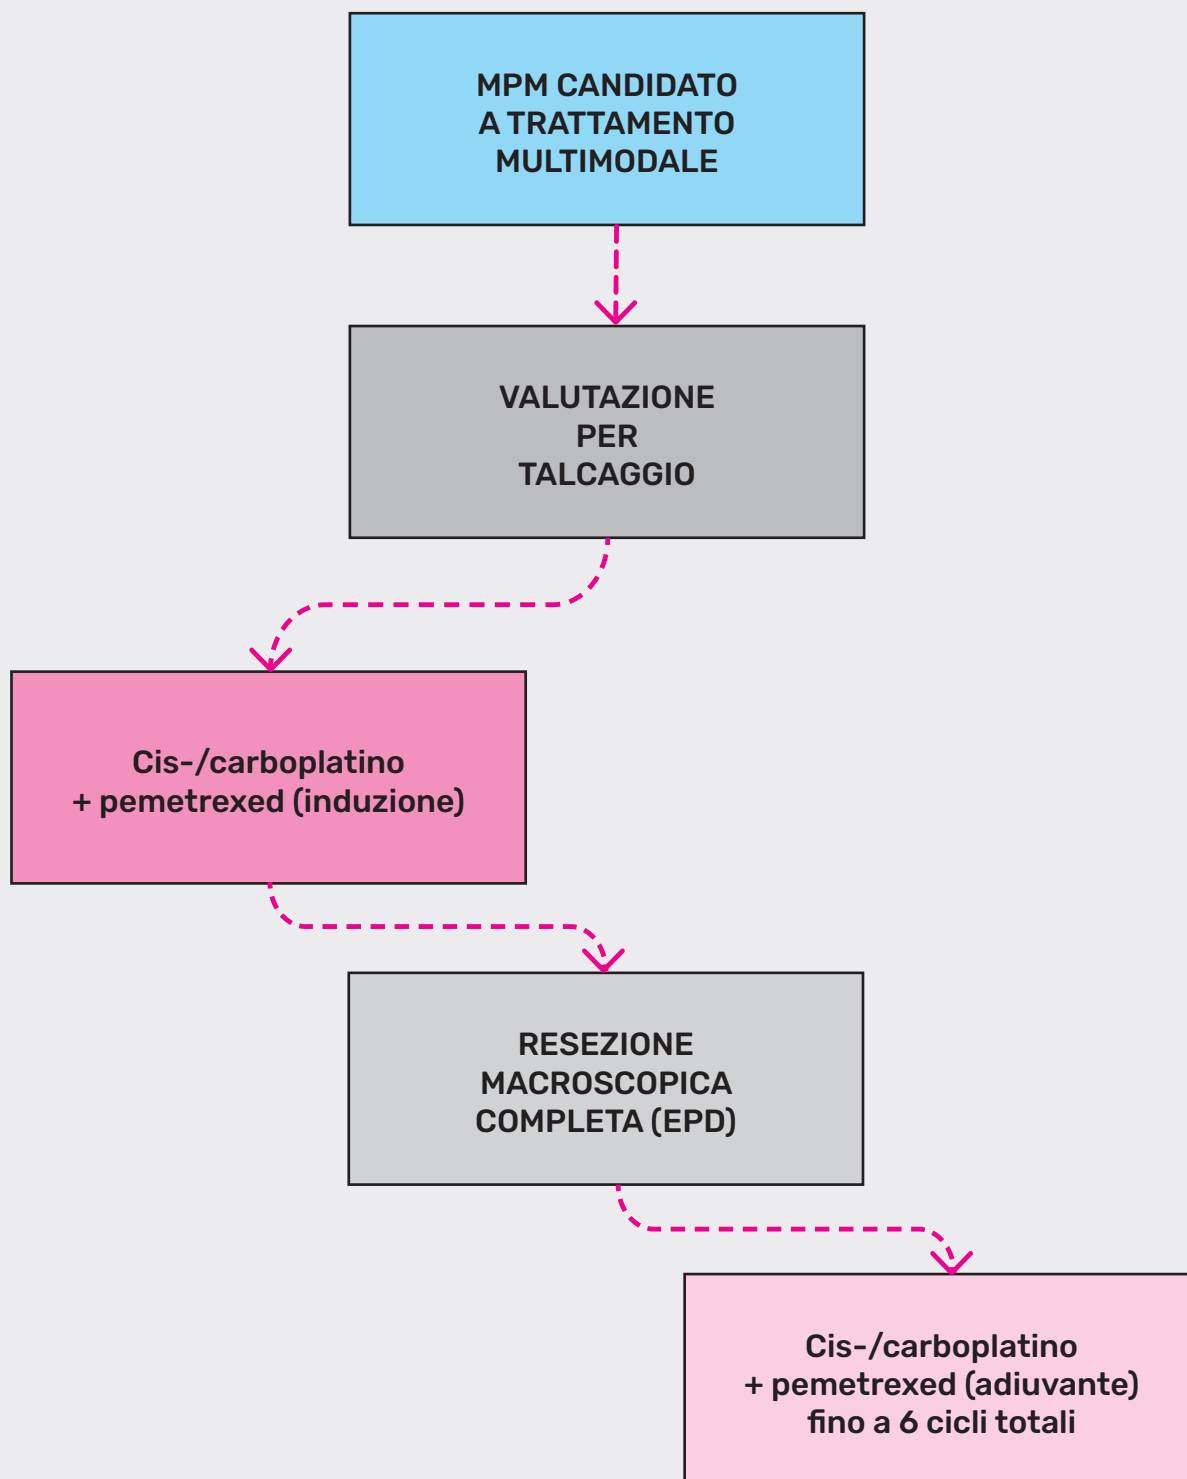 MPM CANDIDATO
A TRATTAMENTO
MULTIMODALE
VALUTAZIONE
PER
TALCAGGIO
Cis-/carboplatino
+ pemetrexed (induzione)
RESEZIONE
MACROSCOPICA
COMPLETA (EPD)
Cis-/carboplatino
+ pemetrexed (adiuvante)
fino a 6 cicli totali